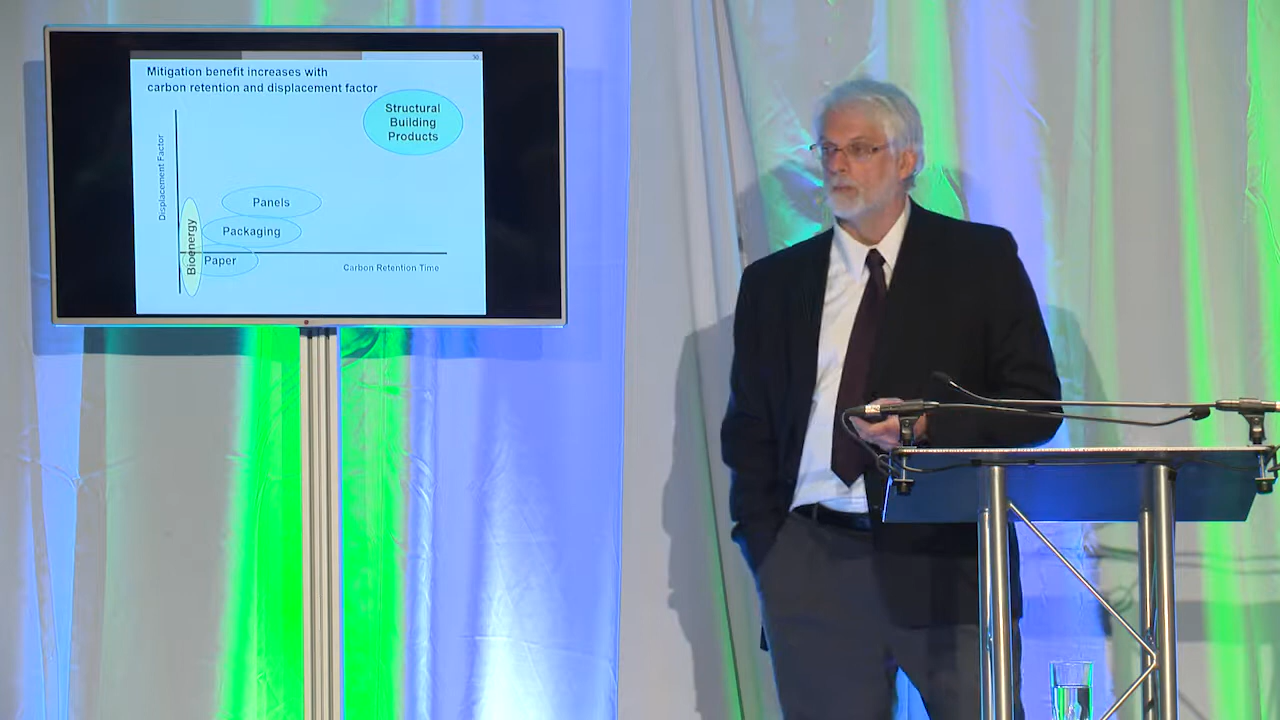 Mitigation benefit increases with
carbon retention and displacement factor
Structural
Building
Products
Displacement Factor
Panels
Packaging
Bioenergy
Paper
Carbon Retention Time